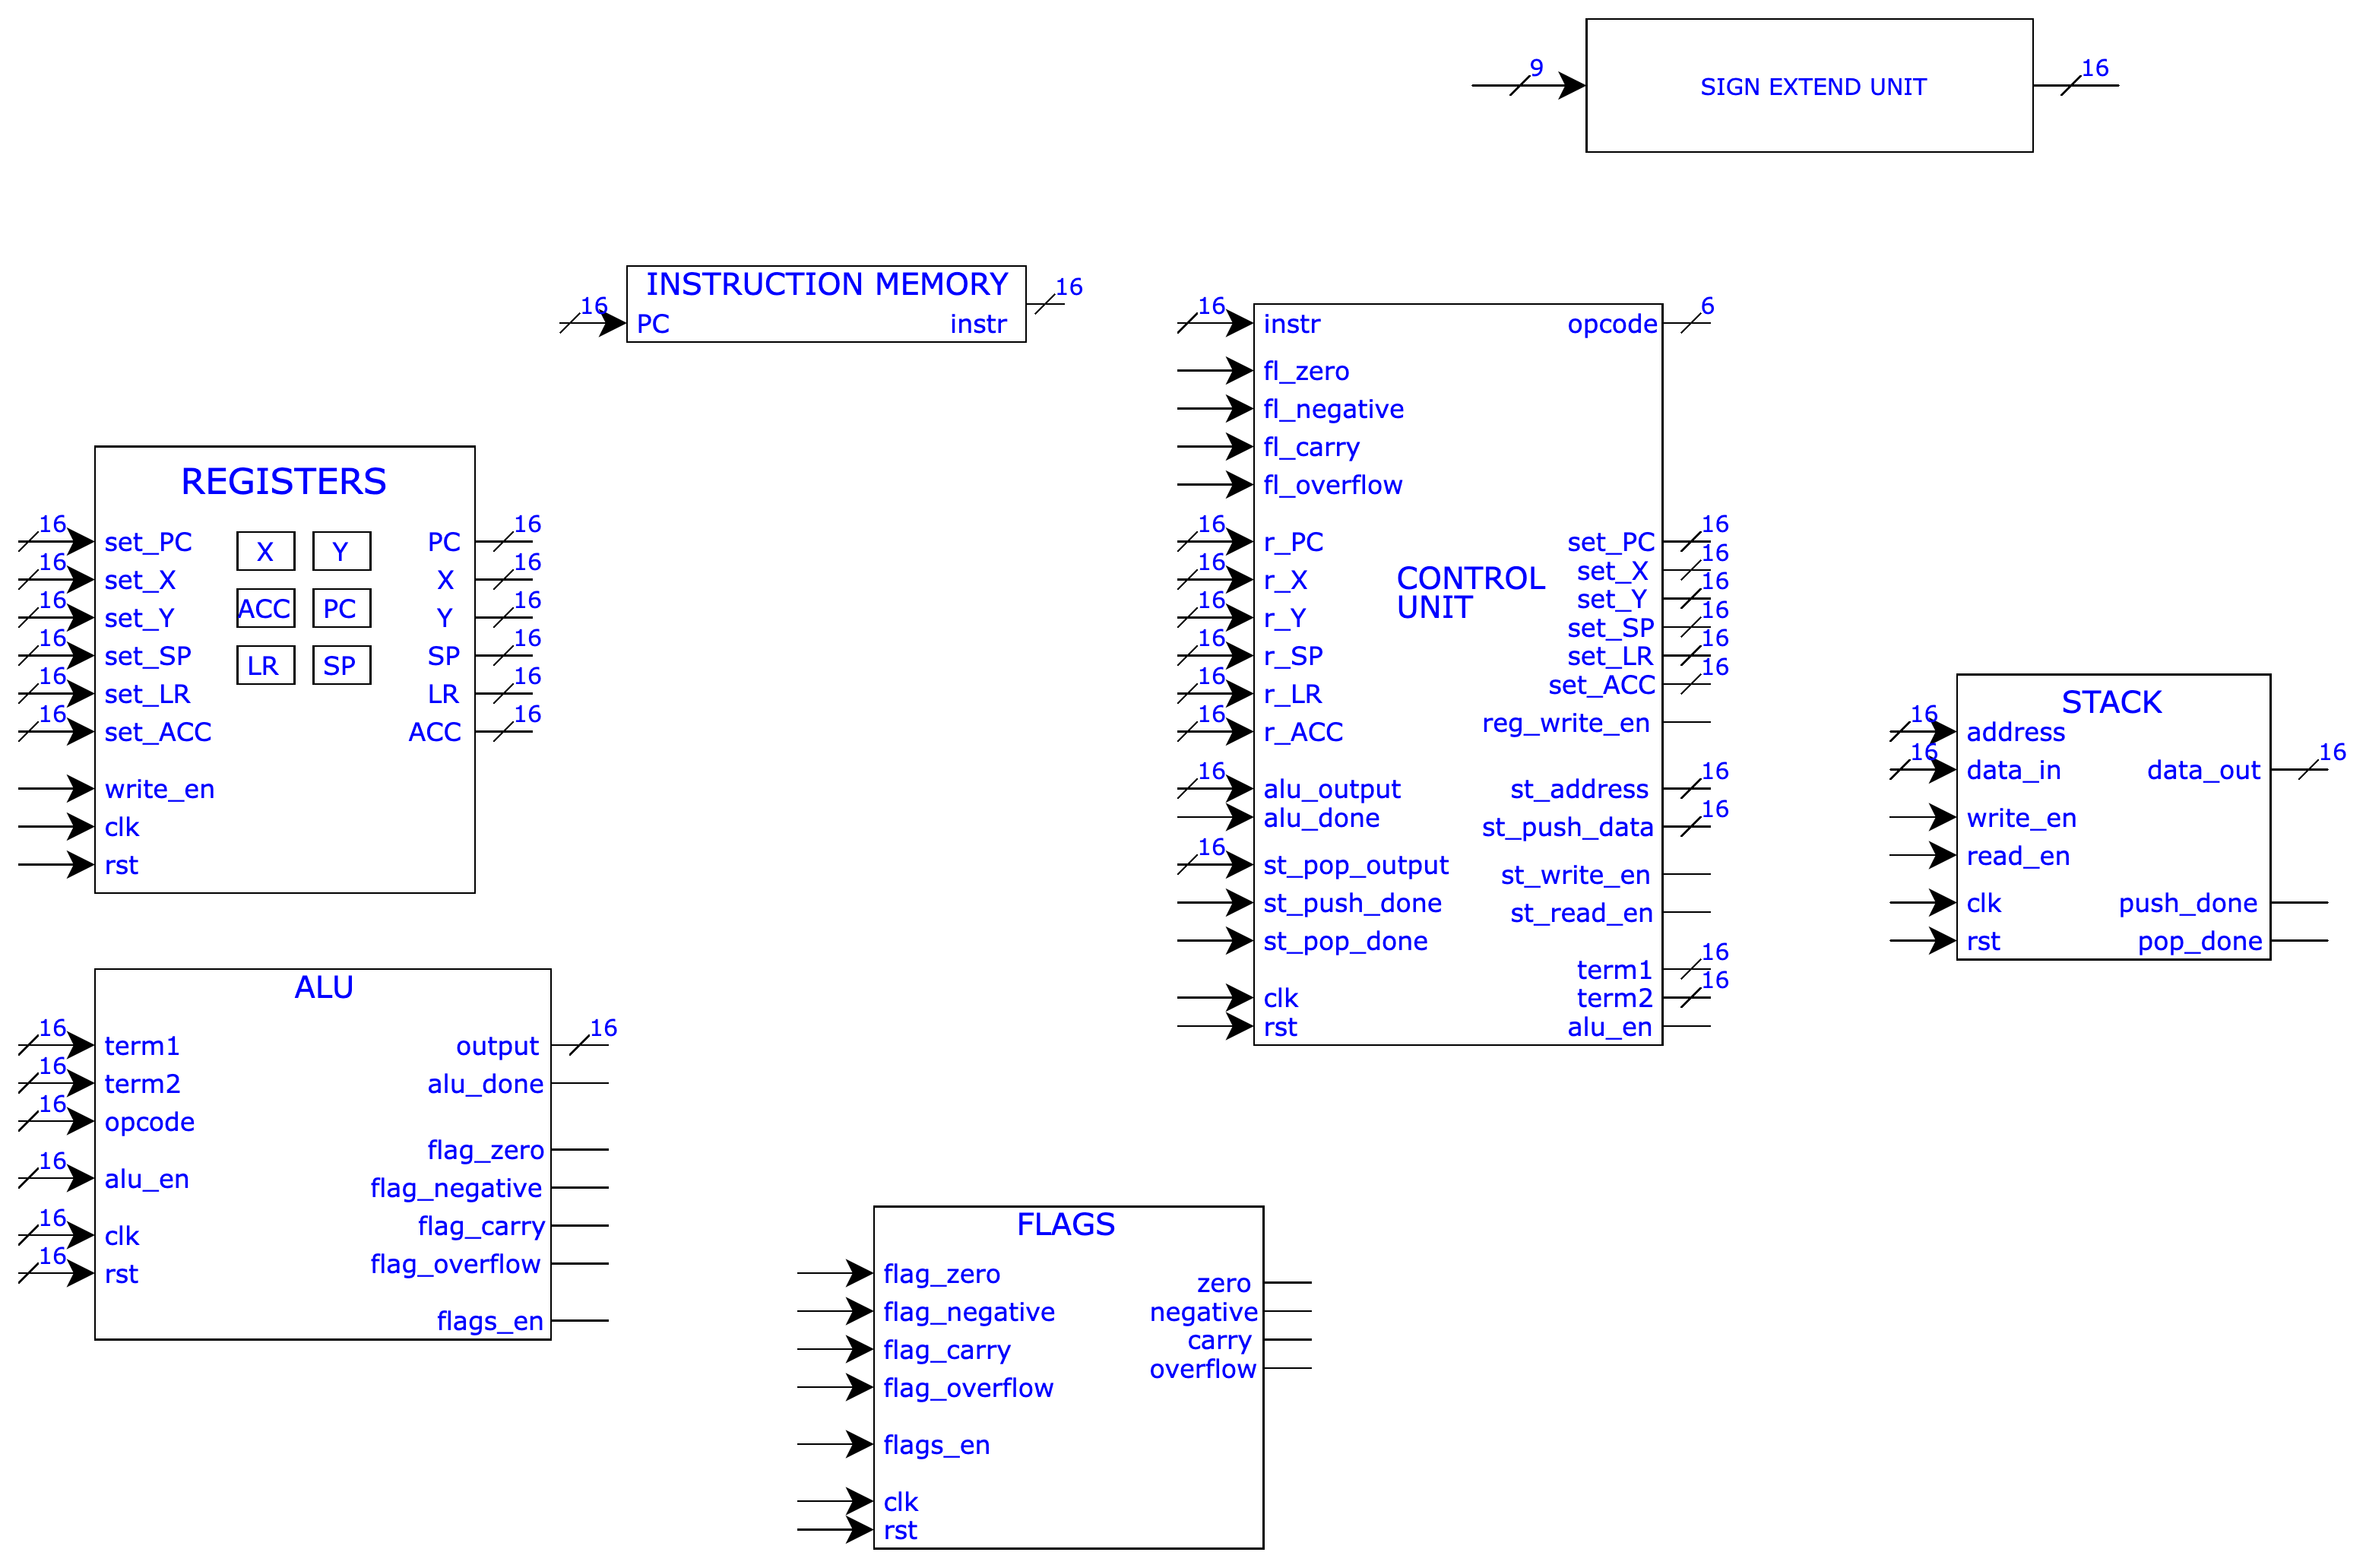 9
16
SIGN EXTEND UNIT
INSTRUCTION MEMORY
16
PC
instr
16
16
instr
opcode
6
fl_zero
fl_negative
fl_carry
fl_overflow
16
r_PC
16
r_X
16
r_Y
16
r_SP
16
r_LR
16
r_ACC
CONTROL
UNIT
set_PC
16
set_X
16
set_Y
16
set_SP
16
set_LR
16
set_ACC
16
reg_write_en
16
alu_output
alu_done
st_address
16
st_push_data
16
16
st_pop_output
st_push_done
st_pop_done
st_write_en
st_read_en
term1
16
term2
16
alu_en
clk
rst
REGISTERS
16
set_PC
16
set_X
16
set_Y
16
set_SP
16
set_LR
16
set_ACC
write_en
clk
rst
X
Y
ACC
PC
LR
SP
PC
16
X
16
Y
16
SP
16
LR
16
ACC
16
STACK
16
address
16
data_in
write_en
read_en
clk
rst
data_out
16
push_done
pop_done
ALU
16
term1
16
term2
16
opcode
16
alu_en
16
clk
16
rst
output
16
alu_done
flag_zero
flag_negative
flag_carry
flag_overflow
flags_en
FLAGS
flag_zero
flag_negative
flag_carry
flag_overflow
flags_en
clk
rst
zero
negative
carry
overflow